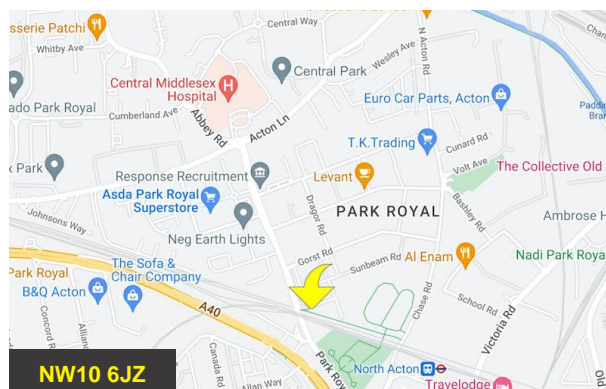 sserie Patchi
Whitby Ave
Central Way
Central Park
Wesley Ave
N Acton Rd
Central Middlesex
Hospital
H
Euro Car Parts, Acton
Cumberland Ave
ado Park Royal
Abbey Rd
Acton Ln
T.K.Trading
Cunard Rd
Volt Ave
The Collective Old
x Park
Response Recruitment
Levant
Asda Park Royal
Superstore
Dragor Rd
PARK ROYAL
Bashley Rd
Ambrose H
Johnsons Way
Neg Earth Lights
Gorst Rd
Sunbeam Rd
Al Enam
Nadi Park Roya
The Sofa &
Chair Company
Park Royal
B&Q Acton
A40
Chase Rd
School Rd
Victoria Rd
Canada Rd
North Acton
Park Roy
Travelodge
NW10 6JZ